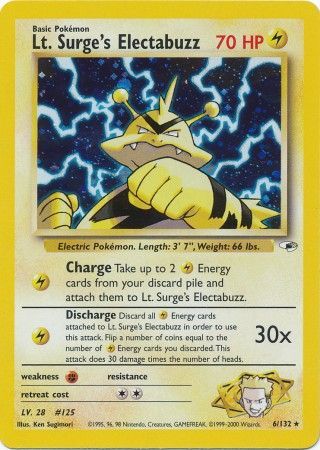 Basic Pokémon
Lt. Surge's Electabuzz 70 HP
Electric Pokémon. Length: 3' 7", Weight: 66 lbs.
Charge Take up to 2 Energy
cards from your discard pile and
attach them to Lt. Surge's Electabuzz.
Discharge Discard all Energy cards
attached to Lt. Surge's Electabuzz in order to use
this attack. Flip a number of coins equal to the
number of Energy cards you discarded. This
attack does 30 damage times the number of heads.
30x
weakness resistance
retreat cost
LV. 28 #125
Illus. Ken Sugimori ©1995, 96, 98 Nintendo, Creatures, GAMEFREAK. ©1999-2000 Wizards. 6/132 ★